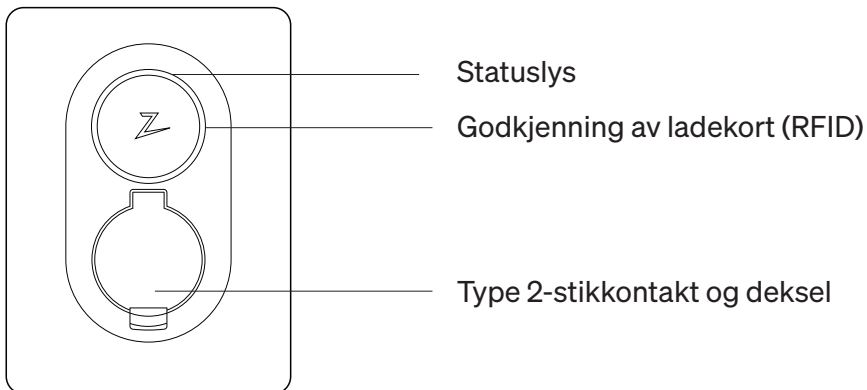 Statuslys
Godkjenning av ladekort (RFID)
Type 2-stikkontakt og deksel